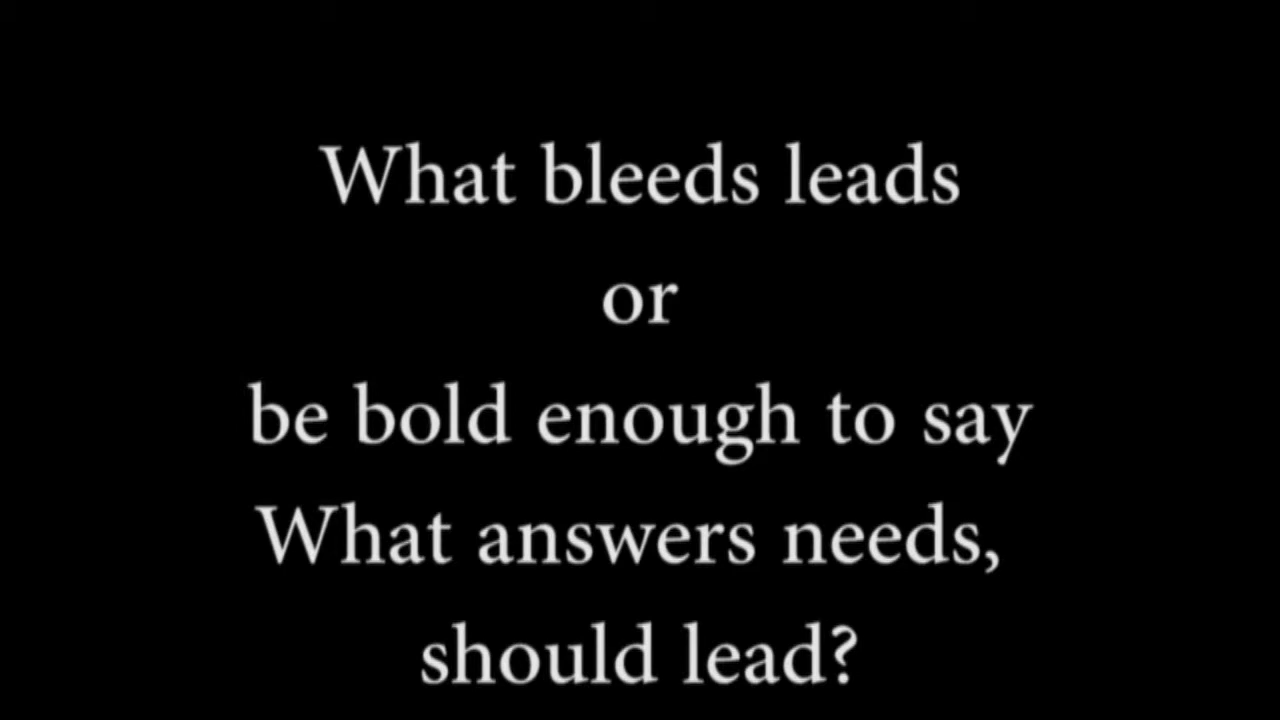 What bleeds leads
or
be bold enough to say
What answers needs,
should lead?